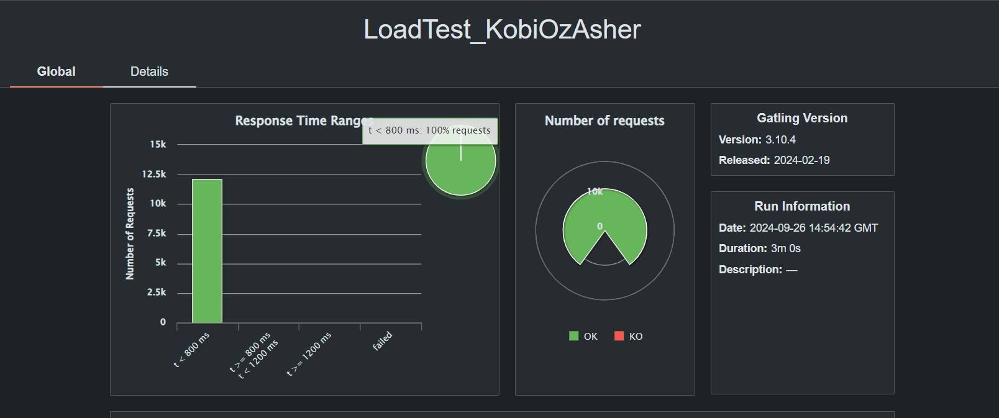 LoadTest_KobiOzAsher
Global
Details
Response Time Ranges
t < 800 ms: 100% requests
Number of Requests
15k
12.5k
10k
7.5k
5k
2.5k
0
t < 800 ms
t >= 800 ms
t < 1200 ms
t >= 1200 ms
failed
Number of requests
10k
0
OK
KO
Gatling Version
Version: 3.10.4
Released: 2024-02-19
Run Information
Date: 2024-09-26 14:54:42 GMT
Duration: 3m 0s
Description: —